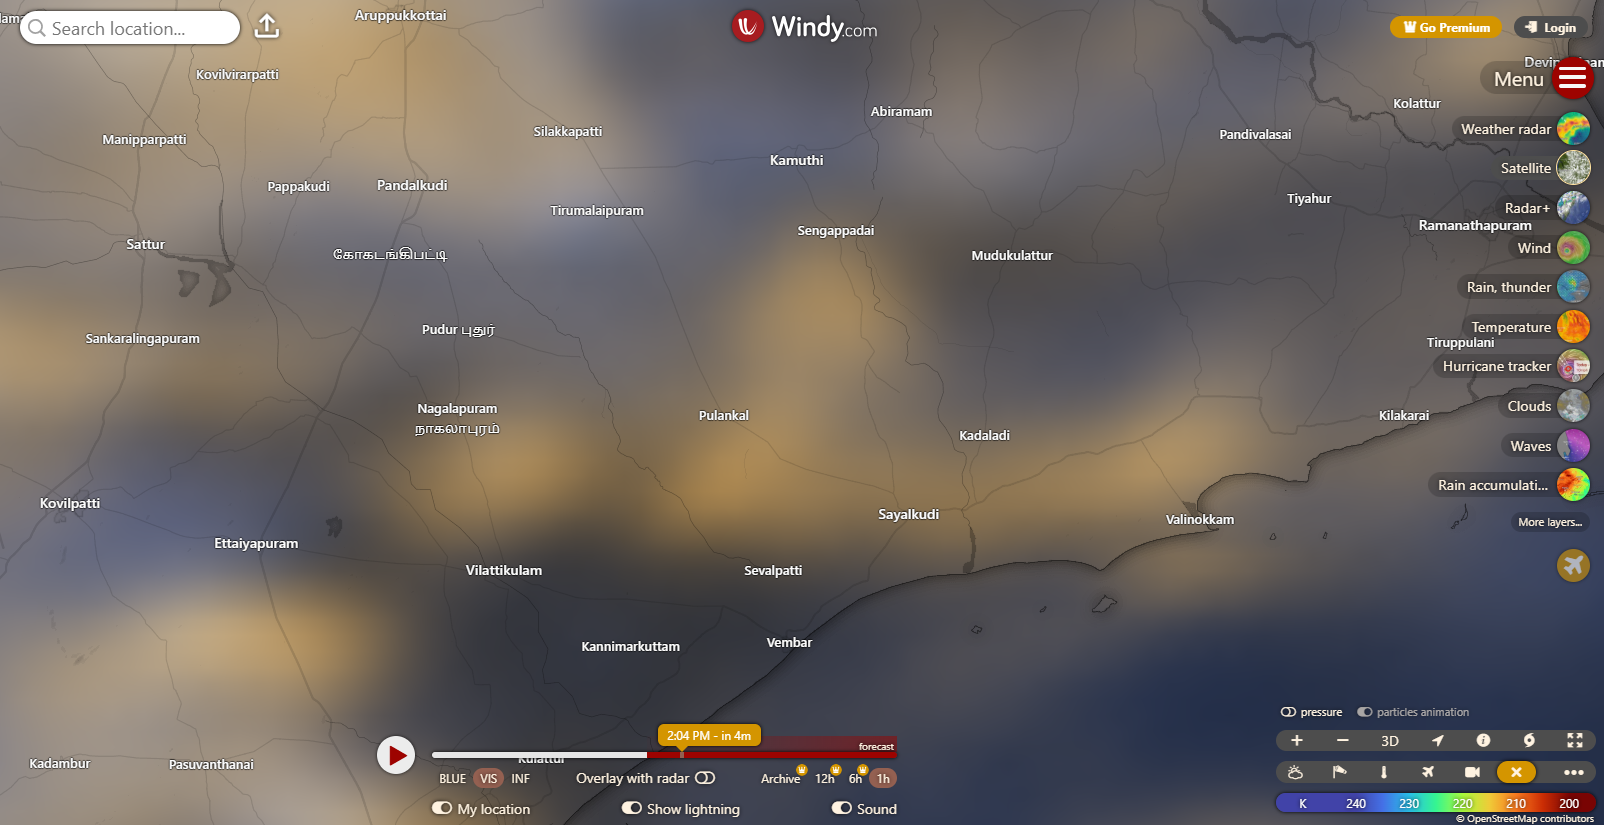 Aruppukkottai
Search location...
Windy.com
Go Premium
Login
Kovilvirarpatti
Menu
Kolattur
Abiramam
Weather radar
Silakkapatti
Pandivalasai
Manipparpatti
Kamuthi
Satellite
Pappakudi
Pandalkudi
Tiyahur
Tirumalaipuram
Radar+
Ramanathapuram
Sengappadai
Sattur
Wind
கோகடங்கிபட்டி
Mudukulattur
Rain, thunder
Pudur புதுர்
Temperature
Sankaralingapuram
Tiruppulani
Hurricane tracker
Nagalapuram
நாகலாபுரம்
Clouds
Pulankal
Kilakarai
Kadaladi
Waves
Rain accumulati...
Kovilpatti
Sayalkudi
Valinokkam
More layers...
Ettaiyapuram
Vilattikulam
Sevalpatti
Kannimarkuttam
Vembar
pressure
particles animation
2:04 PM - in 4m
forecast
3D
Kadambur
Pasuvanthanai
Kulattur
BLUE VIS INF
Overlay with radar
Archive 12h 6h 1h
My location
Show lightning
Sound
K 240 230 220 210 200
© OpenStreetMap contributors